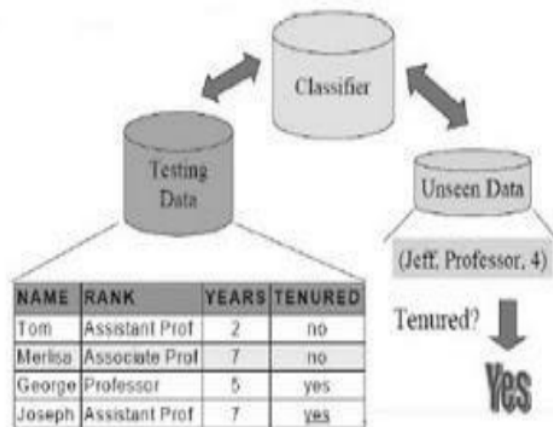 Classifier
Testing
Data
Unseen Data
(Jeff, Professor, 4)
Tenured?
Yes
NAME RANK YEARS TENURED
Tom Assistant Prof 2 no
Merlisa Associate Prof 7 no
George Professor 5 yes
Joseph Assistant Prof 7 yes